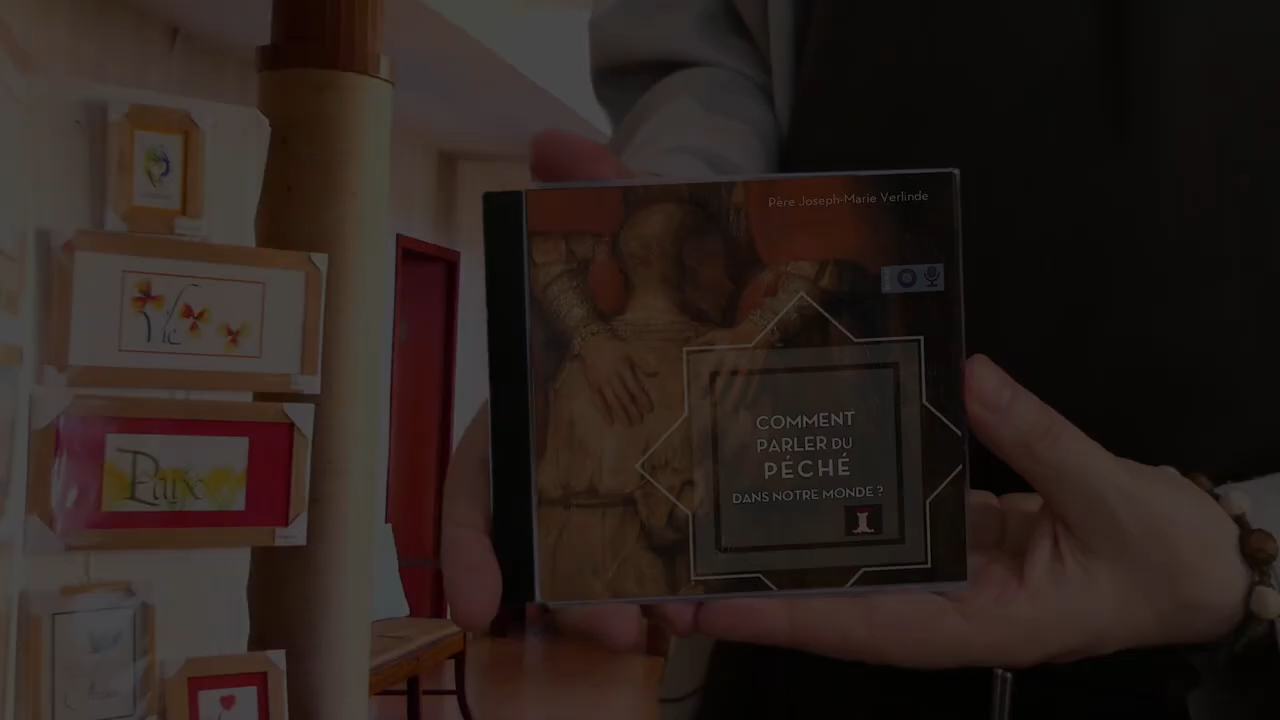 Père Joseph-Marie Verlinde
COMMENT
PARLER DU
PÉCHÉ
DANS NOTRE MONDE ?
Vie
Paix